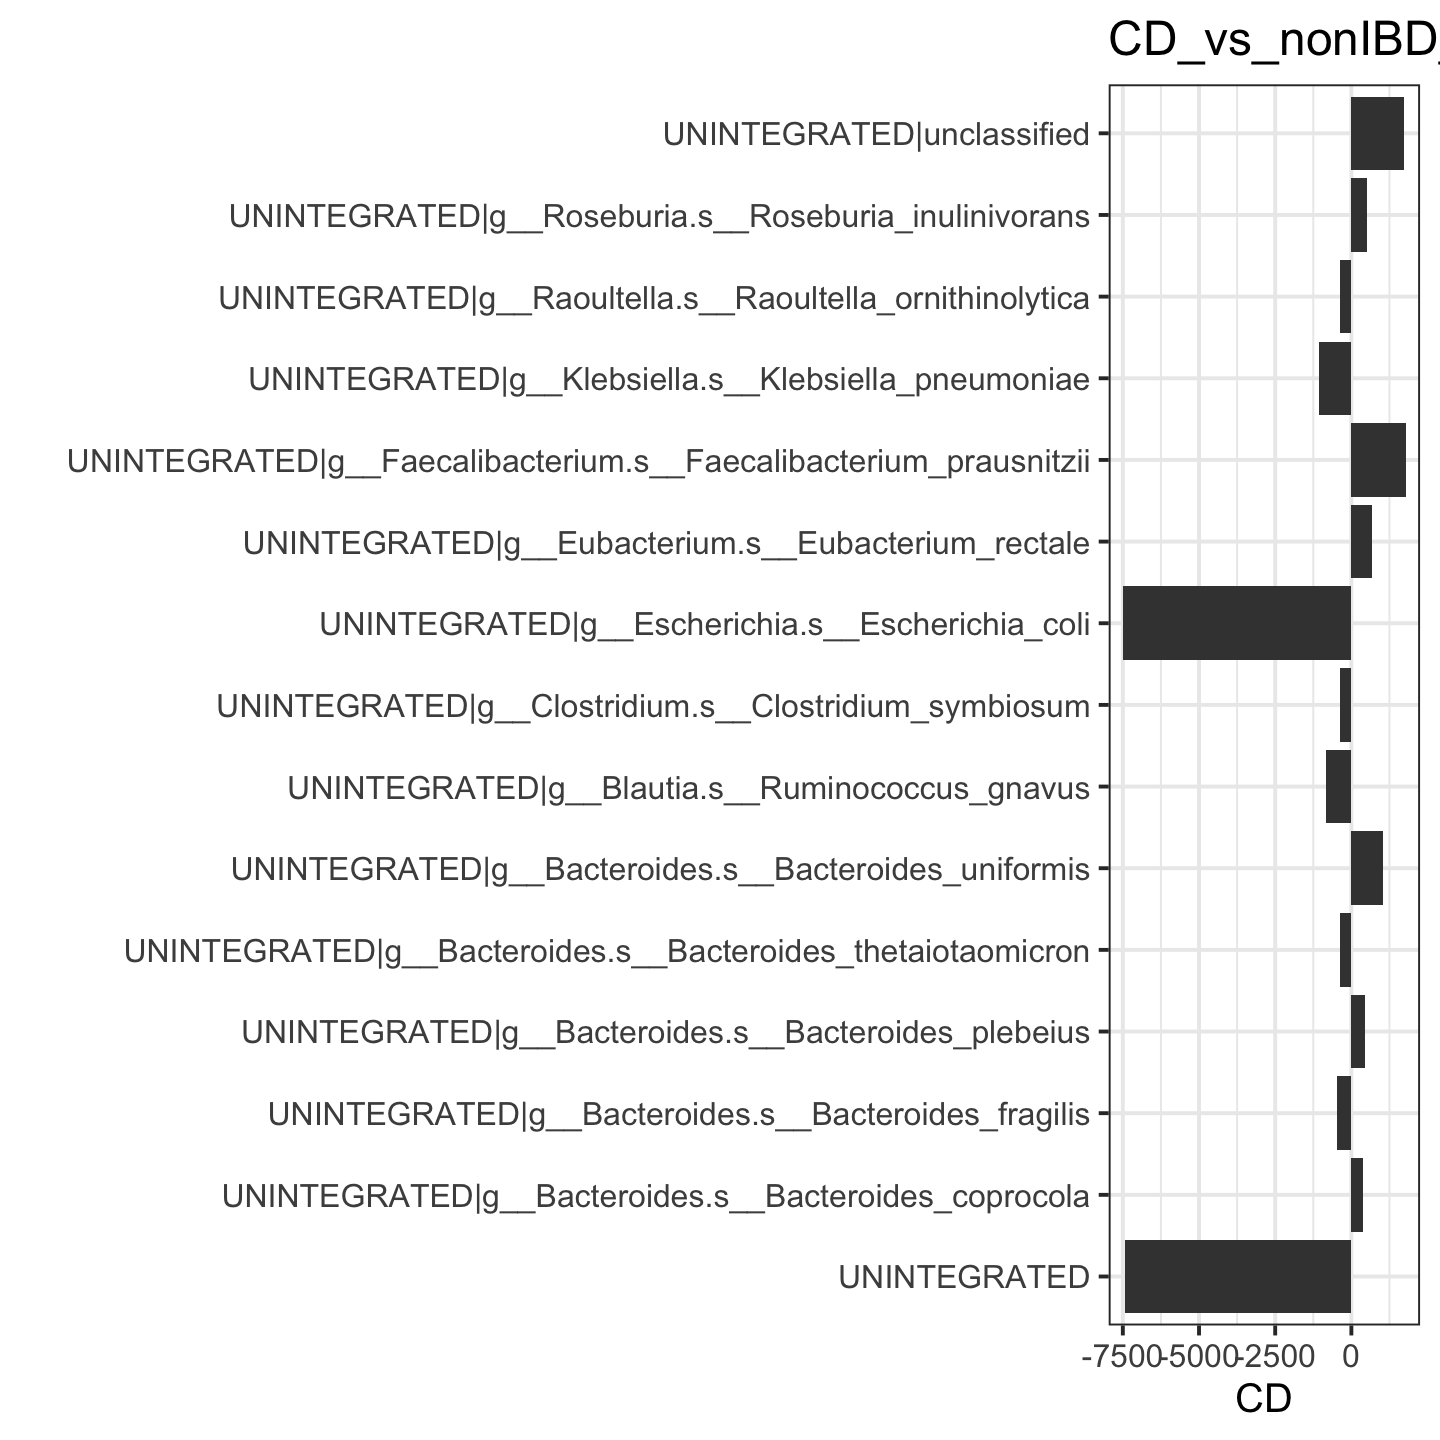 CD_vs_nonIBD_
UNINTEGRATED|unclassified
UNINTEGRATED|g__Roseburia.s__Roseburia_inulinivorans
UNINTEGRATED|g__Raoultella.s__Raoultella_ornithinolytica
UNINTEGRATED|g__Klebsiella.s__Klebsiella_pneumoniae
UNINTEGRATED|g__Faecalibacterium.s__Faecalibacterium_prausnitzii
UNINTEGRATED|g__Eubacterium.s__Eubacterium_rectale
UNINTEGRATED|g__Escherichia.s__Escherichia_coli
UNINTEGRATED|g__Clostridium.s__Clostridium_symbiosum
UNINTEGRATED|g__Blautia.s__Ruminococcus_gnavus
UNINTEGRATED|g__Bacteroides.s__Bacteroides_uniformis
UNINTEGRATED|g__Bacteroides.s__Bacteroides_thetaiotaomicron
UNINTEGRATED|g__Bacteroides.s__Bacteroides_plebeius
UNINTEGRATED|g__Bacteroides.s__Bacteroides_fragilis
UNINTEGRATED|g__Bacteroides.s__Bacteroides_coprocola
UNINTEGRATED
-7500 -5000 -2500 0
CD